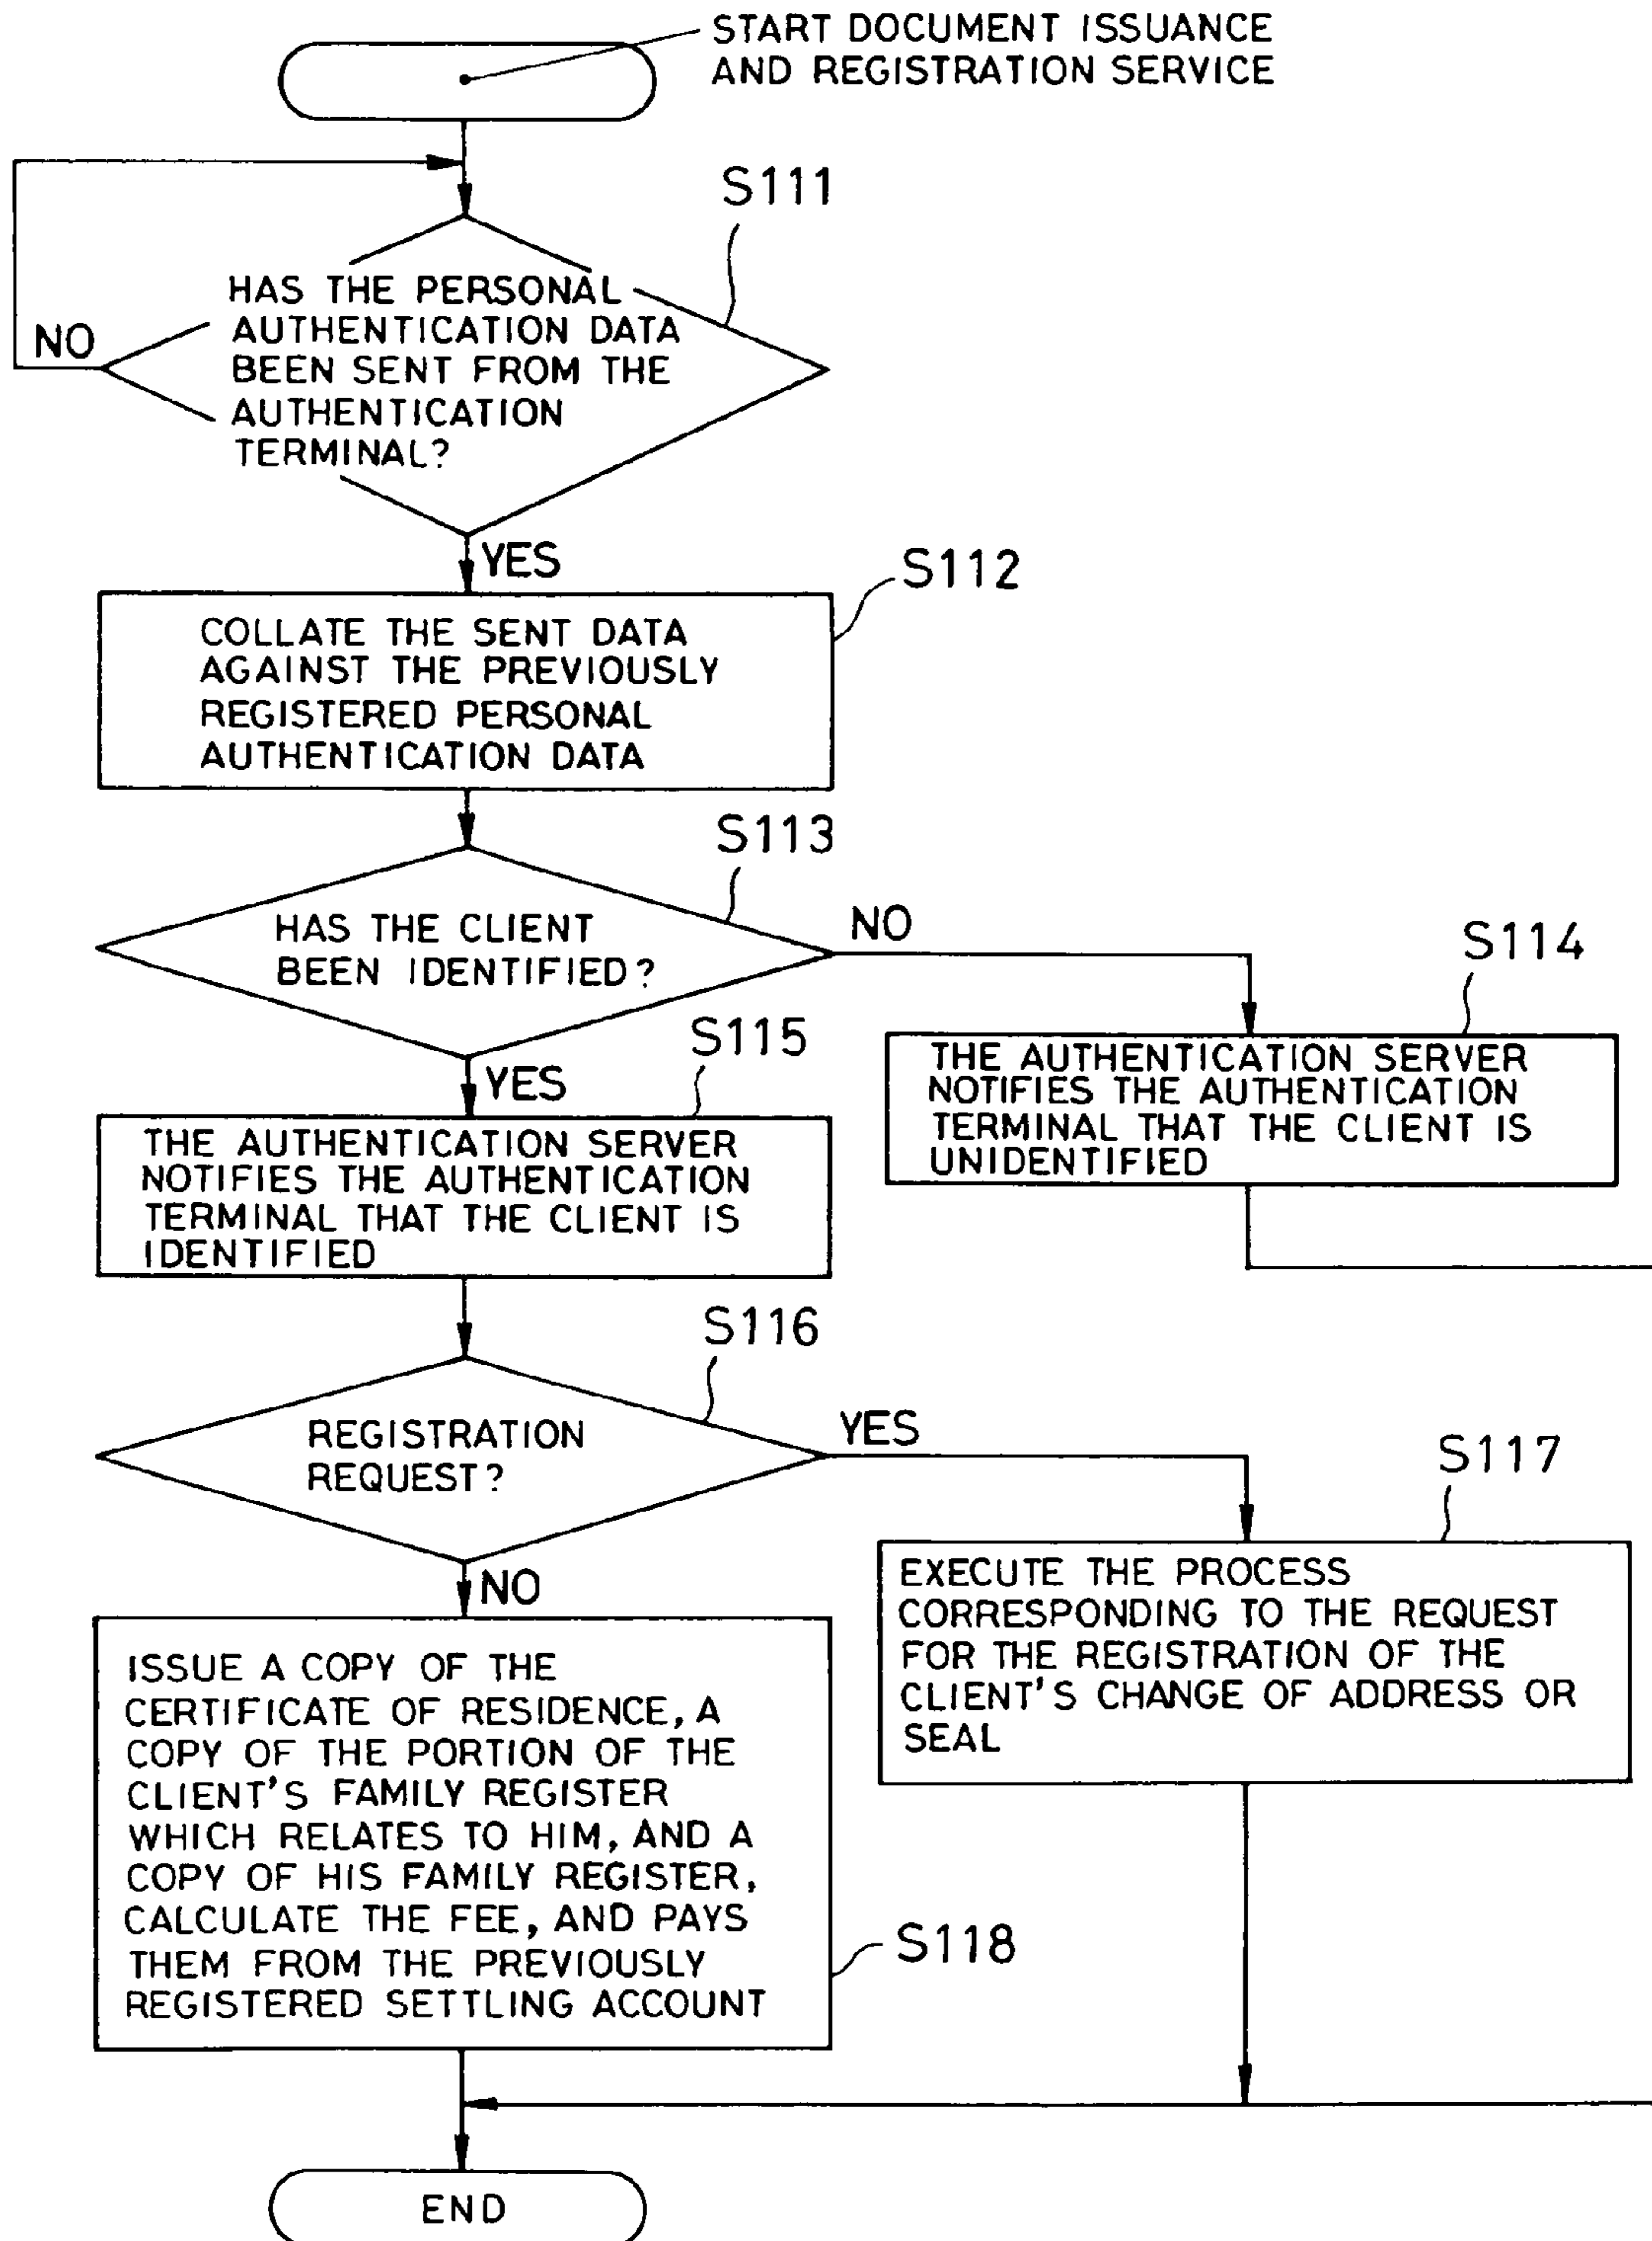 START DOCUMENT ISSUANCE
AND REGISTRATION SERVICE
S111
HAS THE PERSONAL
AUTHENTICATION DATA
BEEN SENT FROM THE
AUTHENTICATION
TERMINAL?
NO
YES
S112
COLLATE THE SENT DATA
AGAINST THE PREVIOUSLY
REGISTERED PERSONAL
AUTHENTICATION DATA
S113
HAS THE CLIENT
BEEN IDENTIFIED?
NO
S114
THE AUTHENTICATION SERVER
NOTIFIES THE AUTHENTICATION
TERMINAL THAT THE CLIENT IS
UNIDENTIFIED
YES
S115
THE AUTHENTICATION SERVER
NOTIFIES THE AUTHENTICATION
TERMINAL THAT THE CLIENT IS
IDENTIFIED
S116
REGISTRATION
REQUEST?
YES
S117
EXECUTE THE PROCESS
CORRESPONDING TO THE REQUEST
FOR THE REGISTRATION OF THE
CLIENT'S CHANGE OF ADDRESS OR
SEAL
NO
ISSUE A COPY OF THE
CERTIFICATE OF RESIDENCE, A
COPY OF THE PORTION OF THE
CLIENT'S FAMILY REGISTER
WHICH RELATES TO HIM, AND A
COPY OF HIS FAMILY REGISTER,
CALCULATE THE FEE, AND PAYS
THEM FROM THE PREVIOUSLY
REGISTERED SETTLING ACCOUNT
S118
END